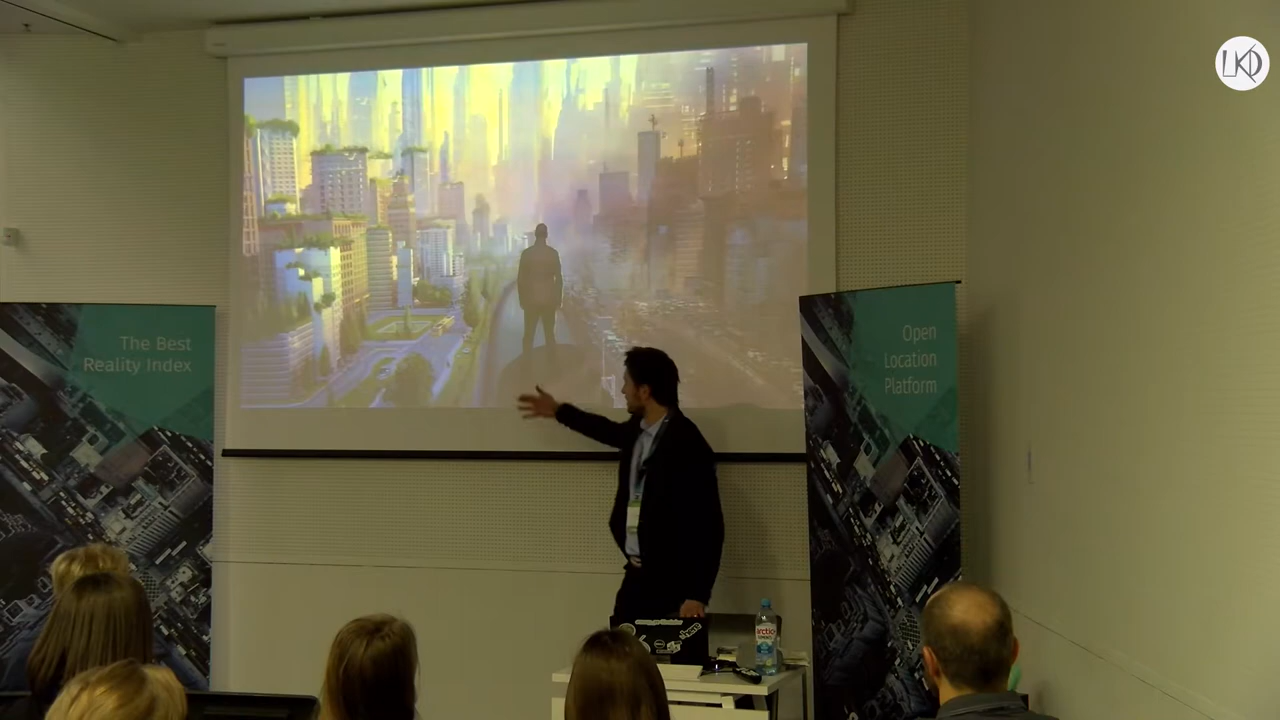 LKD
The Best
Reality Index
Open
Location
Platform
arctic
here